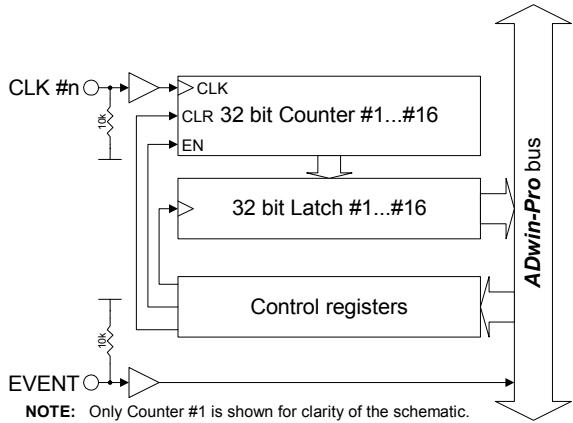 CLK #n
10k
CLK
CLR
EN
32 bit Counter #1...#16
32 bit Latch #1...#16
Control registers
ADwin-Pro bus
10k
EVENT
NOTE: Only Counter #1 is shown for clarity of the schematic.